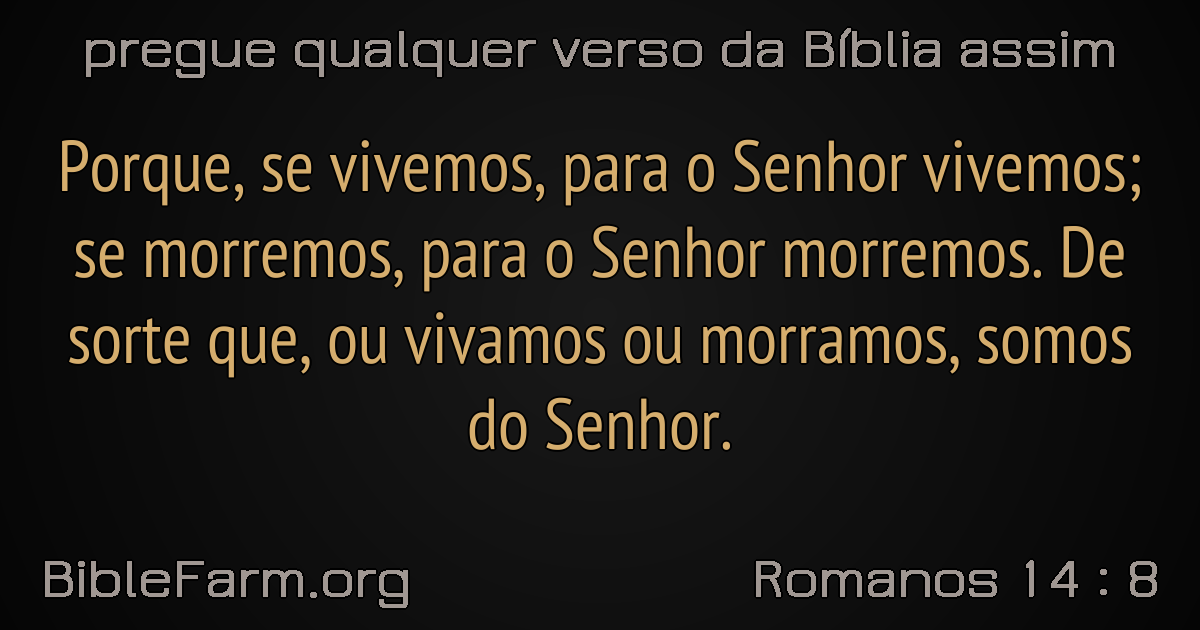 pregue qualquer verso da Bíblia assim
Porque, se vivemos, para o Senhor vivemos;
se morremos, para o Senhor morremos. De
sorte que, ou vivamos ou morramos, somos
do Senhor.
BibleFarm.org
Romanos 14 : 8